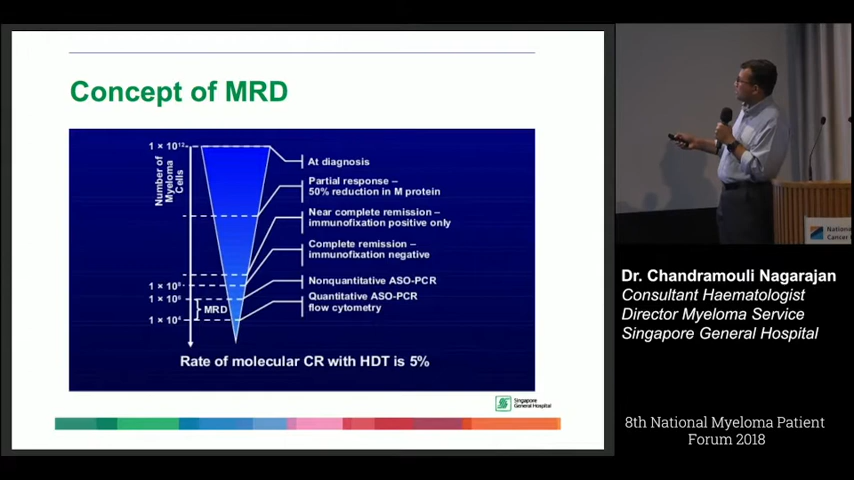 Concept of MRD
1 × 10¹²
Number of
Myeloma
Cells
1 × 10⁸
1 × 10⁶
1 × 10⁴
MRD
At diagnosis
Partial response –
50% reduction in M protein
Near complete remission –
immunofixation positive only
Complete remission –
immunofixation negative
Nonquantitative ASO-PCR
Quantitative ASO-PCR
flow cytometry
Rate of molecular CR with HDT is 5%
Singapore
General Hospital
National
Cancer
Dr. Chandramouli Nagarajan
Consultant Haematologist
Director Myeloma Service
Singapore General Hospital
8th National Myeloma Patient
Forum 2018